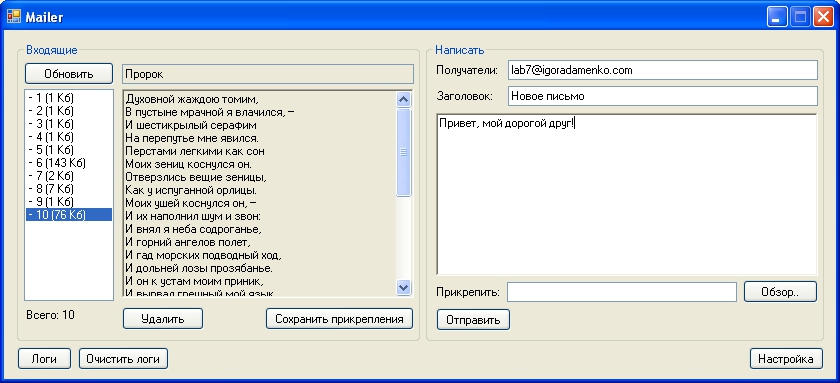 Mailer
Входящие
Обновить
Пророк
- 1 (1 Кб)
- 2 (1 Кб)
- 3 (1 Кб)
- 4 (1 Кб)
- 5 (1 Кб)
- 6 (143 Кб)
- 7 (2 Кб)
- 8 (7 Кб)
- 9 (1 Кб)
- 10 (76 Кб)
Духовной жаждою томим,
В пустыне мрачной я влачился, –
И шестикрылый серафим
На перепутье мне явился.
Перстами легкими как сон
Моих зениц коснулся он.
Отверзлись вещие зеницы,
Как у испуганной орлицы.
Моих ушей коснулся он, –
И их наполнил шум и звон:
И внял я неба содроганье,
И горний ангелов полет,
И гад морских подводный ход,
И дольней лозы прозябанье.
И он к устам моим приник,
И вырвал грешный мой язык
Всего: 10
Удалить
Сохранить прикрепления
Написать
Получатели: lab7@igoradamenko.com
Заголовок: Новое письмо
Привет, мой дорогой друг!
Прикрепить:
Обзор..
Отправить
Логи
Очистить логи
Настройка